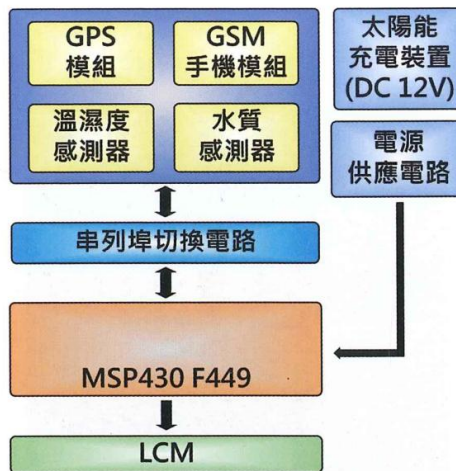 GPS
模組
GSM
手機模組
溫濕度
感測器
水質
感測器
太陽能
充電裝置
(DC 12V)
電源
供應電路
串列埠切換電路
MSP430 F449
LCM